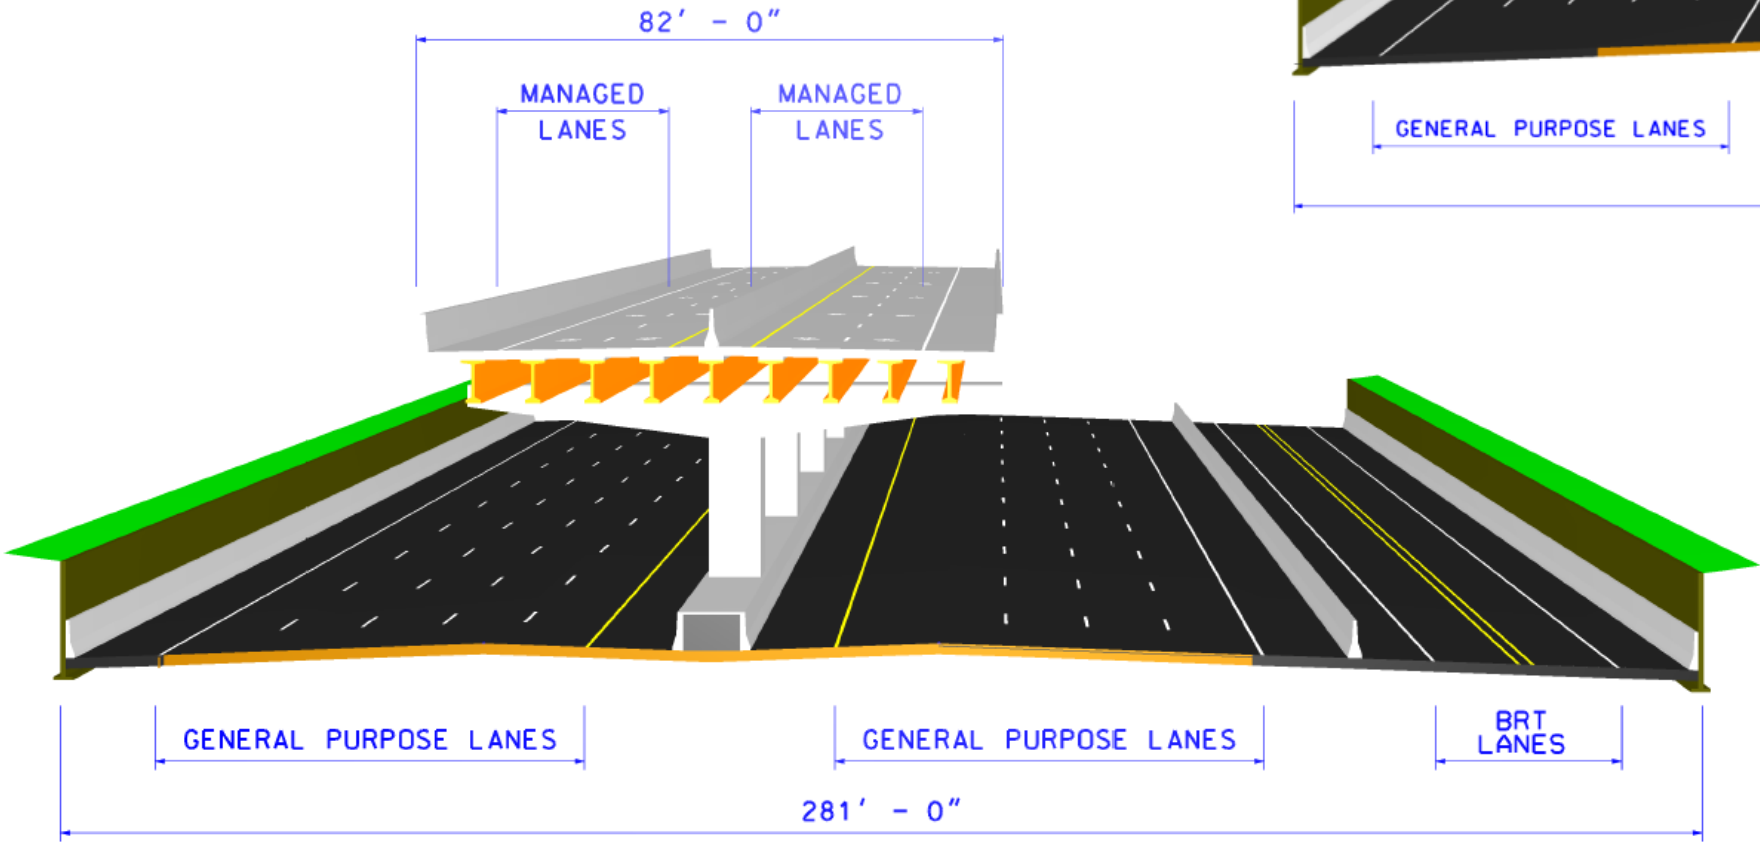 82' - 0"
MANAGED
LANES
MANAGED
LANES
GENERAL PURPOSE LANES
GENERAL PURPOSE LANES
GENERAL PURPOSE LANES
BRT
LANES
281' - 0"